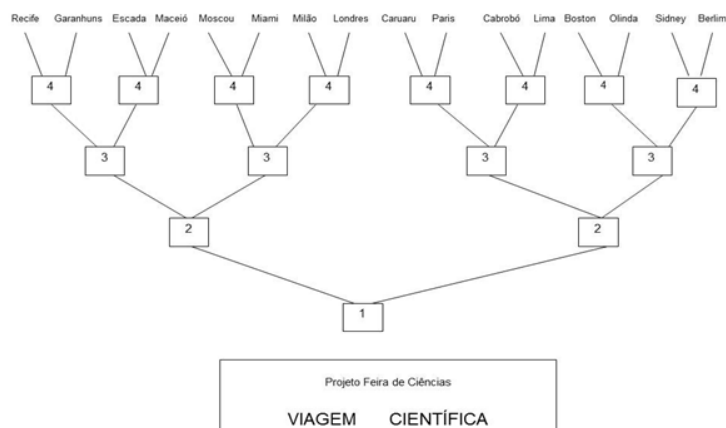 Recife Garanhuns Escada Maceió Moscou Miami Milão Londres Caruaru Paris Cabrobó Lima Boston Olinda Sidney Berlim
4 4 4 4 4 4 4 4
3 3 3 3
2 2
1
Projeto Feira de Ciências
VIAGEM CIENTÍFICA